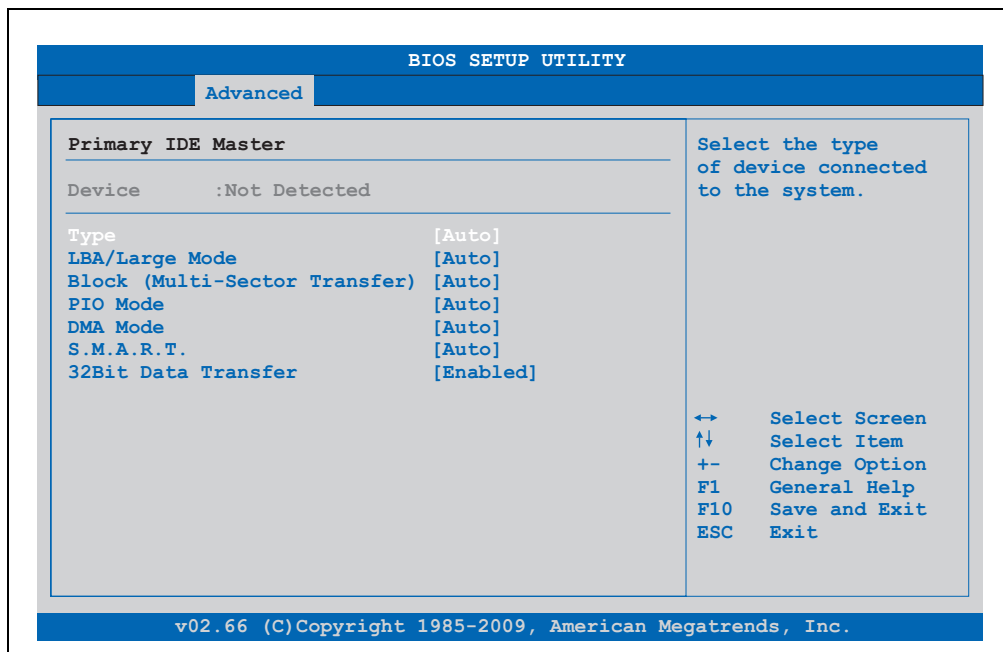 BIOS SETUP UTILITY
Advanced
Primary IDE Master
Device :Not Detected
Type [Auto]
LBA/Large Mode [Auto]
Block (Multi-Sector Transfer) [Auto]
PIO Mode [Auto]
DMA Mode [Auto]
S.M.A.R.T. [Auto]
32Bit Data Transfer [Enabled]
Select the type
of device connected
to the system.
↔ Select Screen
↑↓ Select Item
+- Change Option
F1 General Help
F10 Save and Exit
ESC Exit
v02.66 (C)Copyright 1985-2009, American Megatrends, Inc.